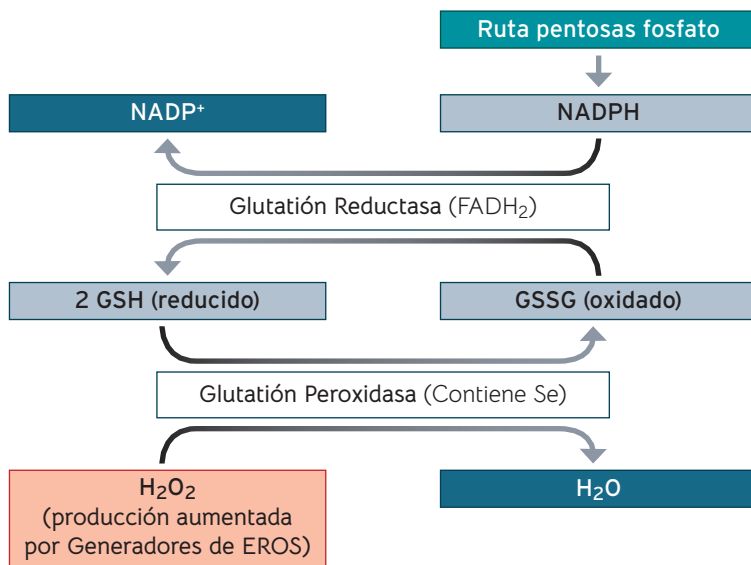 Ruta pentosas fosfato
NADP⁺
NADPH
Glutatión Reductasa (FADH₂)
2 GSH (reducido)
GSSG (oxidado)
Glutatión Peroxidasa (Contiene Se)
H₂O₂
(producción aumentada
por Generadores de EROS)
H₂O